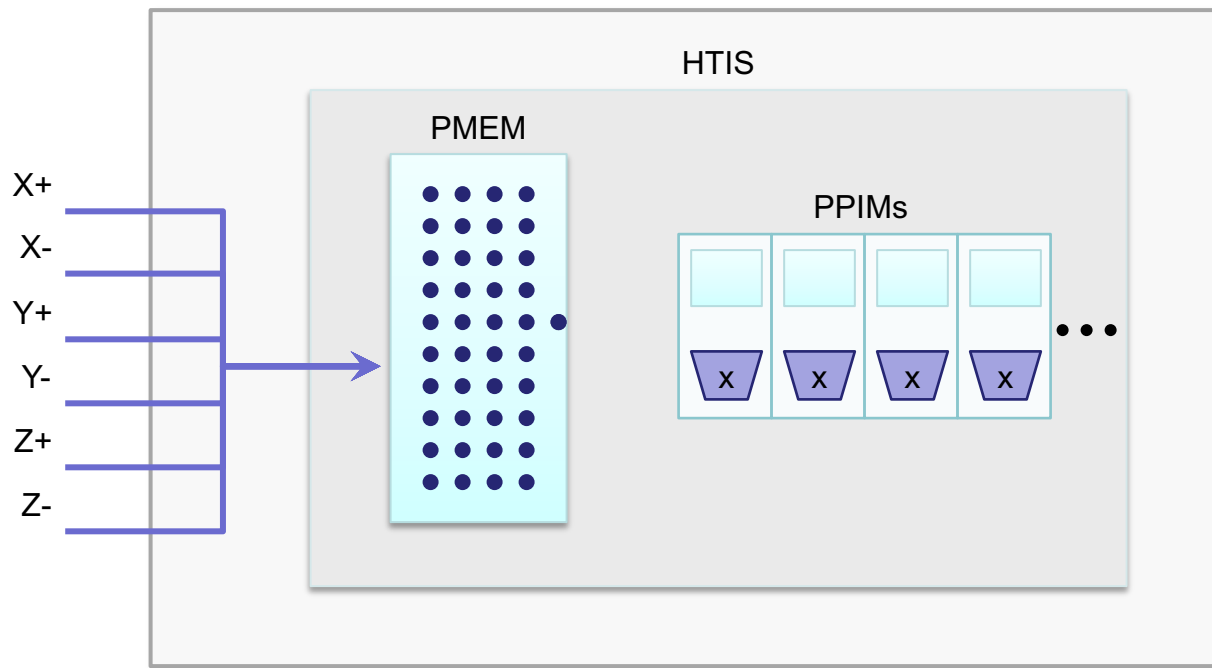 HTIS
PMEM
X+
X-
Y+
Y-
Z+
Z-
PPIMs
x x x x